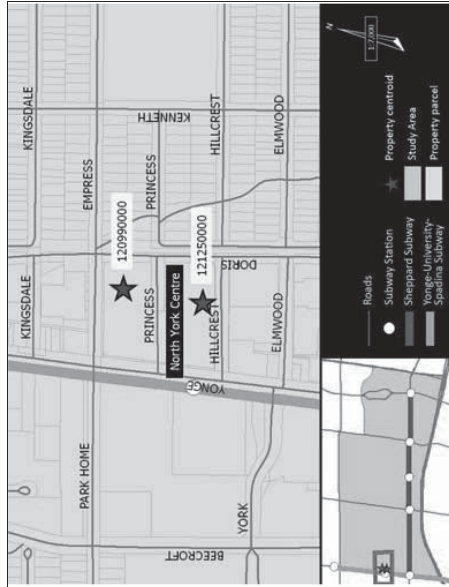 KINGSDALE
KINGSDALE
EMPRESS
PARK HOME
120990000
PRINCESS
PRINCESS
KENNETH
North York Centre
121250000
HILLCREST
HILLCREST
DORIS
YONGE
ELMWOOD
ELMWOOD
YORK
BEECROFT
Roads
Subway Station
Sheppard Subway
Yonge-University-
Spadina Subway
Property centroid
Study Area
Property parcel
N
1:7,000